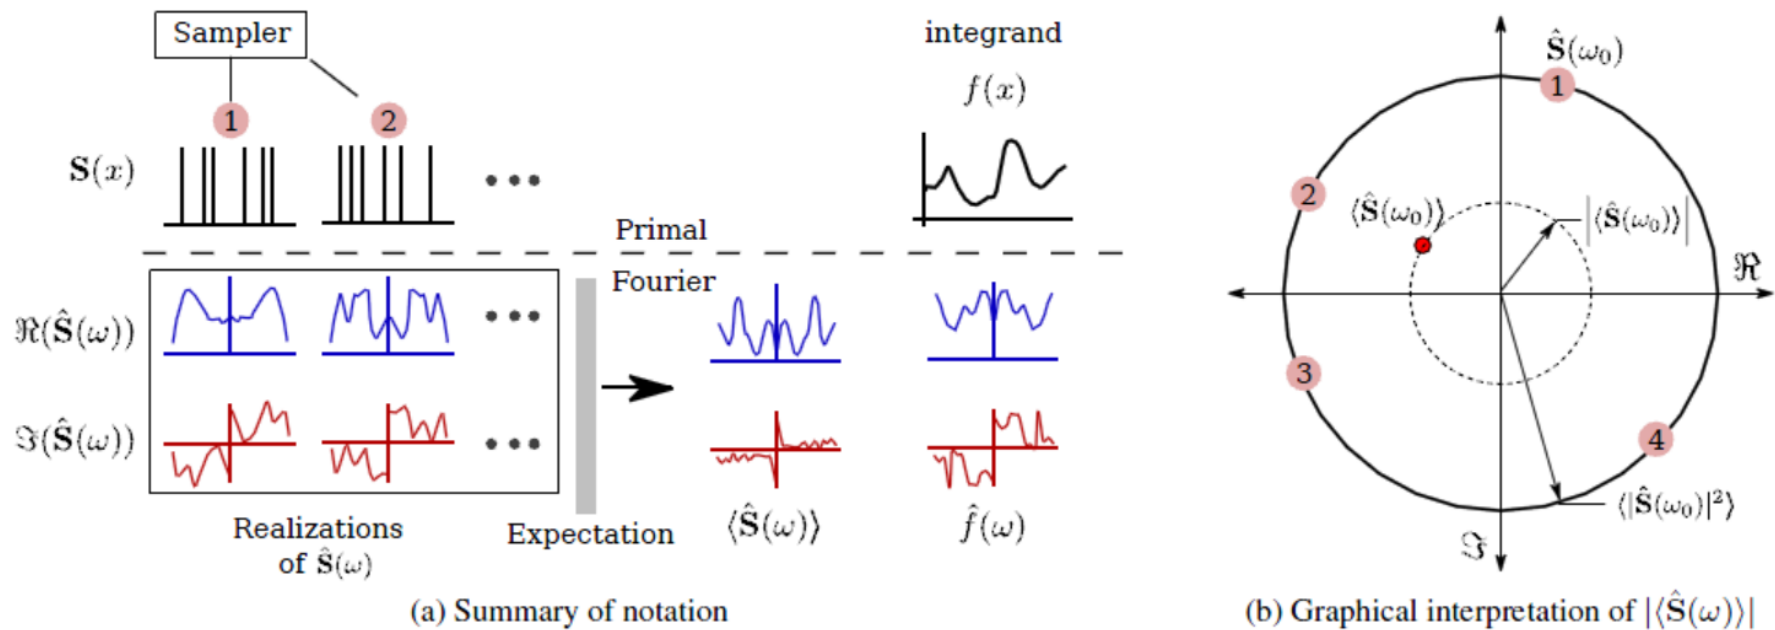 Sampler
integrand
f(x)
1
2
S(x)
Primal
Fourier
ℜ(Ŝ(ω))
ℑ(Ŝ(ω))
Realizations
of Ŝ(ω)
Expectation
⟨Ŝ(ω)⟩
f̂(ω)
(a) Summary of notation
Ŝ(ω₀)
1
2
⟨Ŝ(ω₀)⟩
|⟨Ŝ(ω₀)⟩|
ℜ
3
4
⟨|Ŝ(ω₀)|²⟩
ℑ
(b) Graphical interpretation of |⟨Ŝ(ω)⟩|